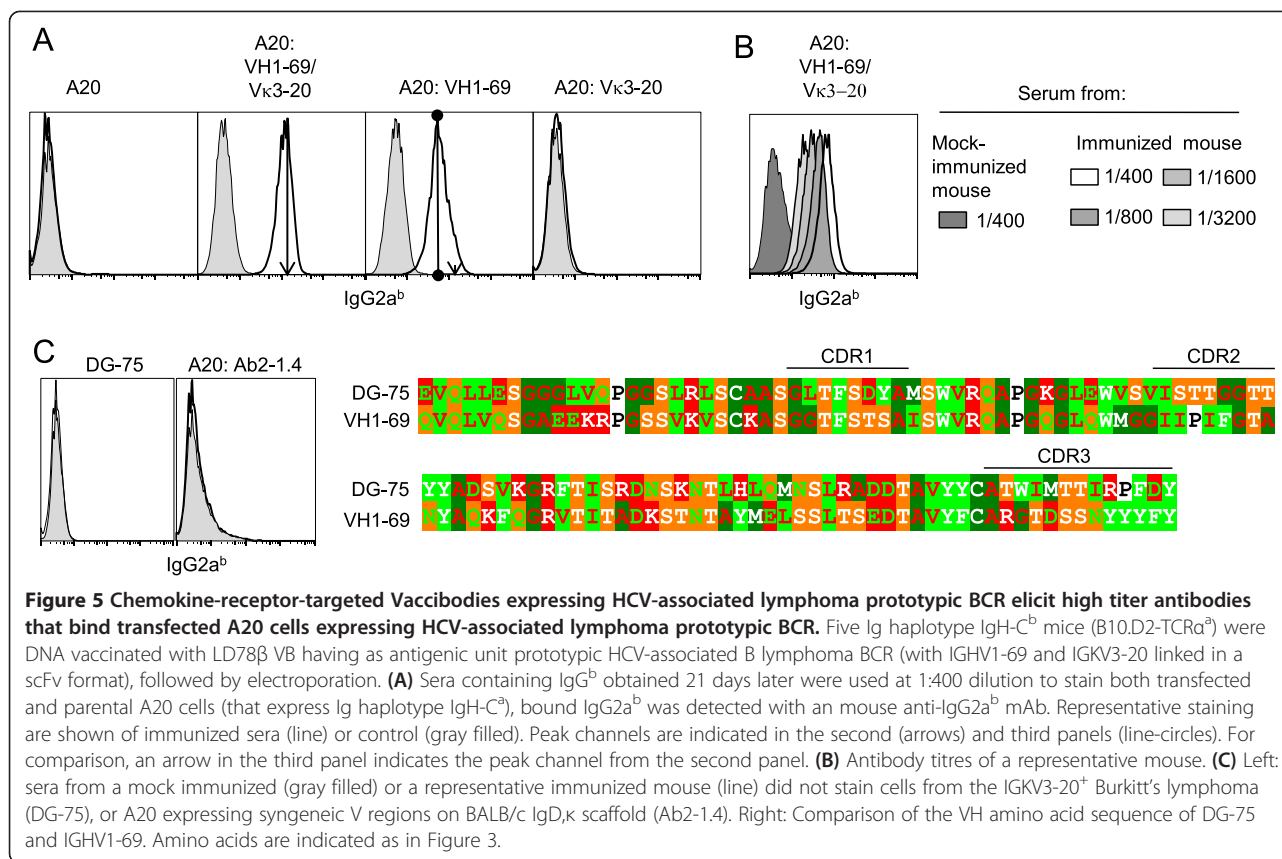 A
A20
A20:
VH1-69/
Vκ3-20
A20: VH1-69
A20: Vκ3-20
IgG2aᵇ
B
A20:
VH1-69/
Vκ3–20
IgG2aᵇ
Serum from:
Mock-
immunized
mouse
1/400
Immunized mouse
1/400 1/1600
1/800 1/3200
C
DG-75 A20: Ab2-1.4
IgG2aᵇ
CDR1 CDR2
DG-75 EVQLLESGGGLVQPGGSLRLSCAASGLTFSDYAMSWVRQAPGKGLEWVSVISTTGGTT
VH1-69 QVQLVQSGAEEKRPGSSVKVSCKASGGTFSTSAISWVRQAPGQGLQWMGGIIPIFGTA
CDR3
DG-75 YYADSVKGRFTISRDNSKNTLHLQMNSLRADDTAVYYCATWIMTTIRPFDY
VH1-69 NYAQKFQGRVTITADKSTNTAYMELSSLTSEDTAVYFCARGTDSSNYYYFY
Figure 5 Chemokine-receptor-targeted Vaccibodies expressing HCV-associated lymphoma prototypic BCR elicit high titer antibodies
that bind transfected A20 cells expressing HCV-associated lymphoma prototypic BCR. Five Ig haplotype IgH-Cᵇ mice (B10.D2-TCRαᵃ) were
DNA vaccinated with LD78β VB having as antigenic unit prototypic HCV-associated B lymphoma BCR (with IGHV1-69 and IGKV3-20 linked in a
scFv format), followed by electroporation. (A) Sera containing IgGᵇ obtained 21 days later were used at 1:400 dilution to stain both transfected
and parental A20 cells (that express Ig haplotype IgH-Cᵃ), bound IgG2aᵇ was detected with an mouse anti-IgG2aᵇ mAb. Representative staining
are shown of immunized sera (line) or control (gray filled). Peak channels are indicated in the second (arrows) and third panels (line-circles). For
comparison, an arrow in the third panel indicates the peak channel from the second panel. (B) Antibody titres of a representative mouse. (C) Left:
sera from a mock immunized (gray filled) or a representative immunized mouse (line) did not stain cells from the IGKV3-20⁺ Burkitt's lymphoma
(DG-75), or A20 expressing syngeneic V regions on BALB/c IgD,κ scaffold (Ab2-1.4). Right: Comparison of the VH amino acid sequence of DG-75
and IGHV1-69. Amino acids are indicated as in Figure 3.